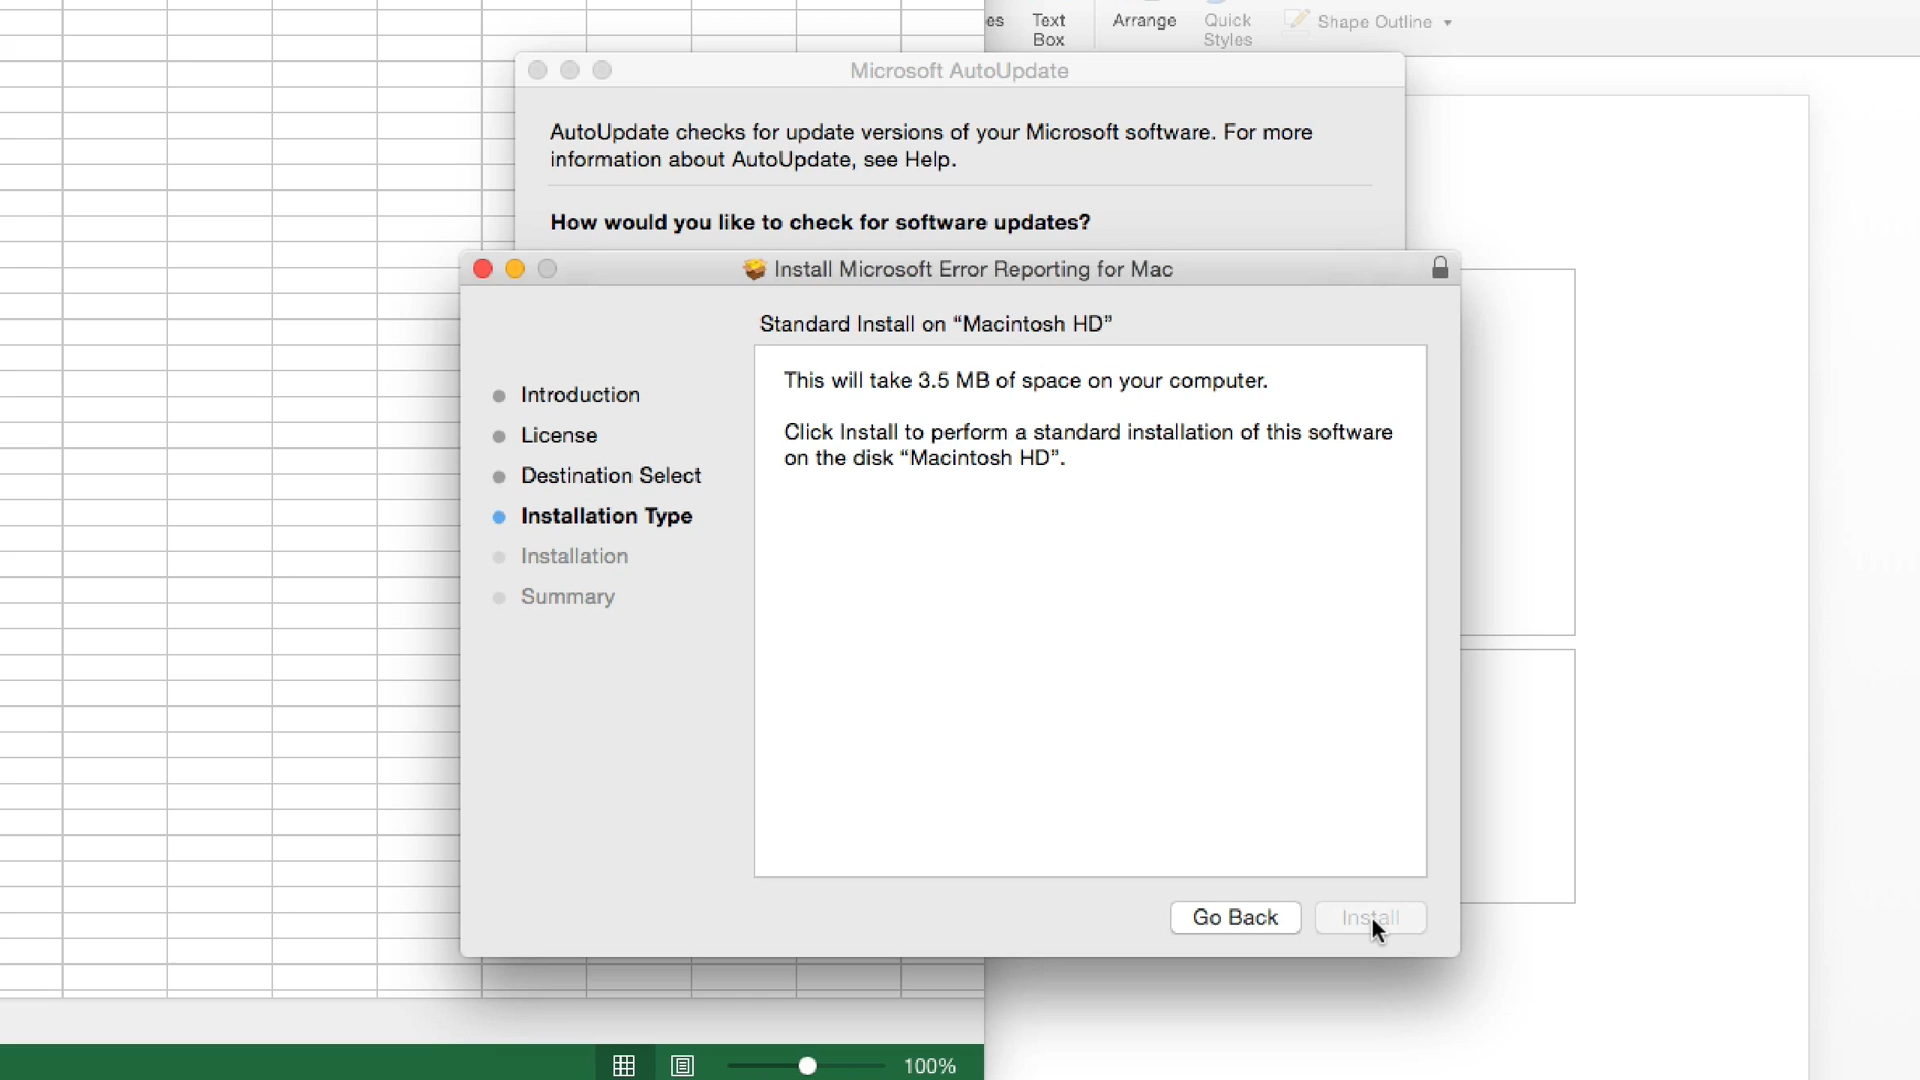 es
Text
Box
Arrange
Quick
Styles
Shape Outline
Microsoft AutoUpdate
AutoUpdate checks for update versions of your Microsoft software. For more
information about AutoUpdate, see Help.
How would you like to check for software updates?
Install Microsoft Error Reporting for Mac
Standard Install on “Macintosh HD”
Introduction
License
Destination Select
Installation Type
Installation
Summary
This will take 3.5 MB of space on your computer.
Click Install to perform a standard installation of this software
on the disk “Macintosh HD”.
Go Back
Install
100%